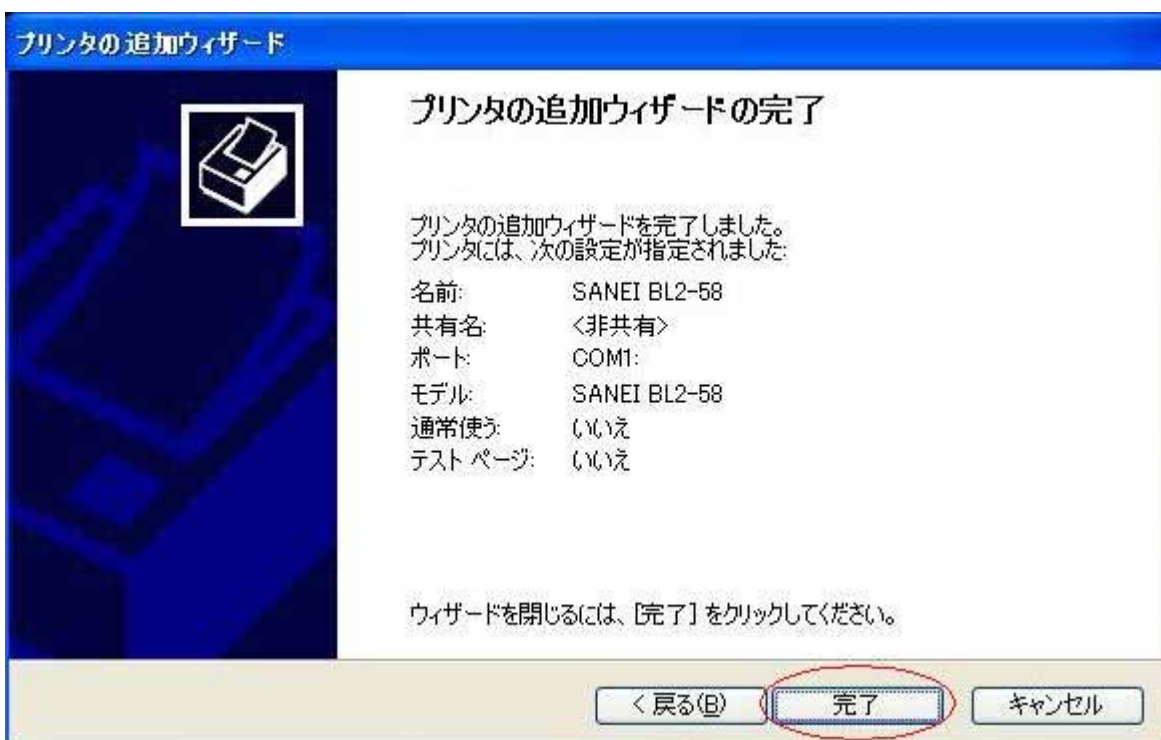 プリンタの追加ウィザード
プリンタの追加ウィザードの完了
プリンタの追加ウィザードを完了しました。
プリンタには、次の設定が指定されました:
名前: SANEI BL2-58
共有名: <非共有>
ポート: COM1:
モデル: SANEI BL2-58
通常使う: いいえ
テスト ページ: いいえ
ウィザードを閉じるには、[完了] をクリックしてください。
< 戻る(B) 完了 キャンセル